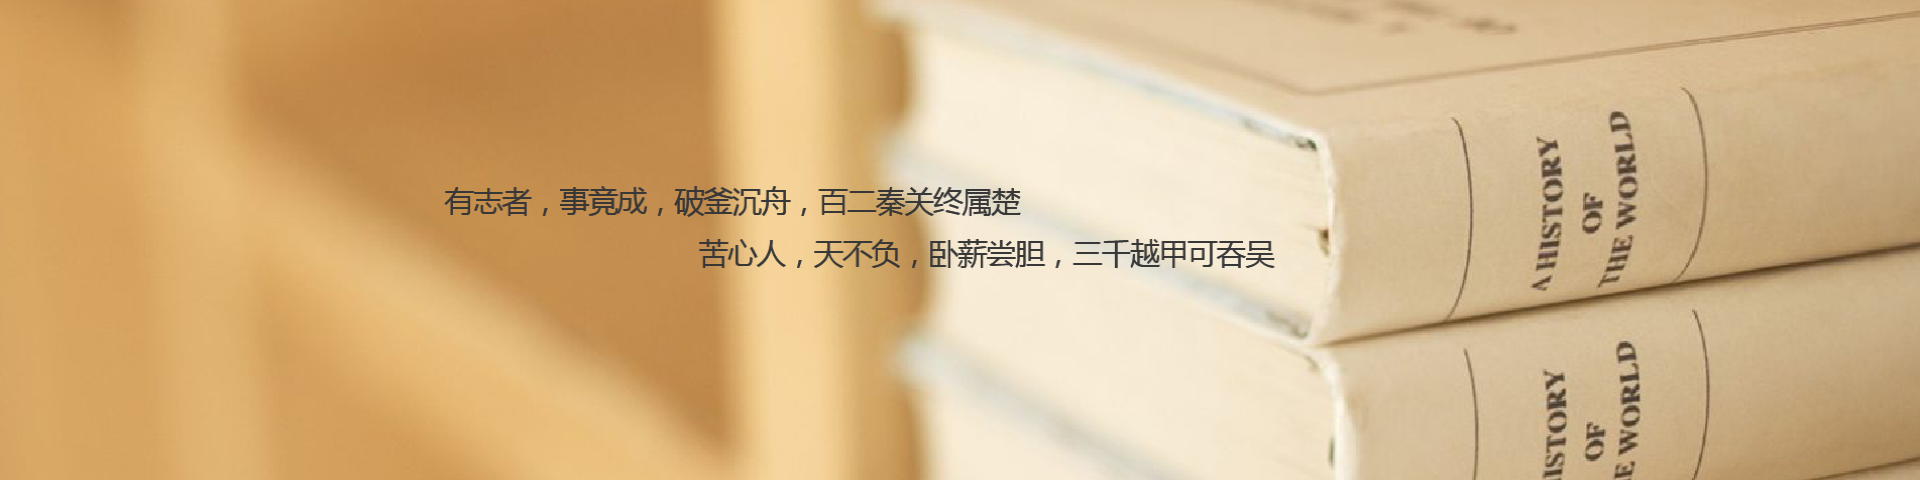 有志者，事竟成，破釜沉舟，百二秦关终属楚
苦心人，天不负，卧薪尝胆，三千越甲可吞吴
A HISTORY
OF
THE WORLD
HISTORY
OF
WORLD